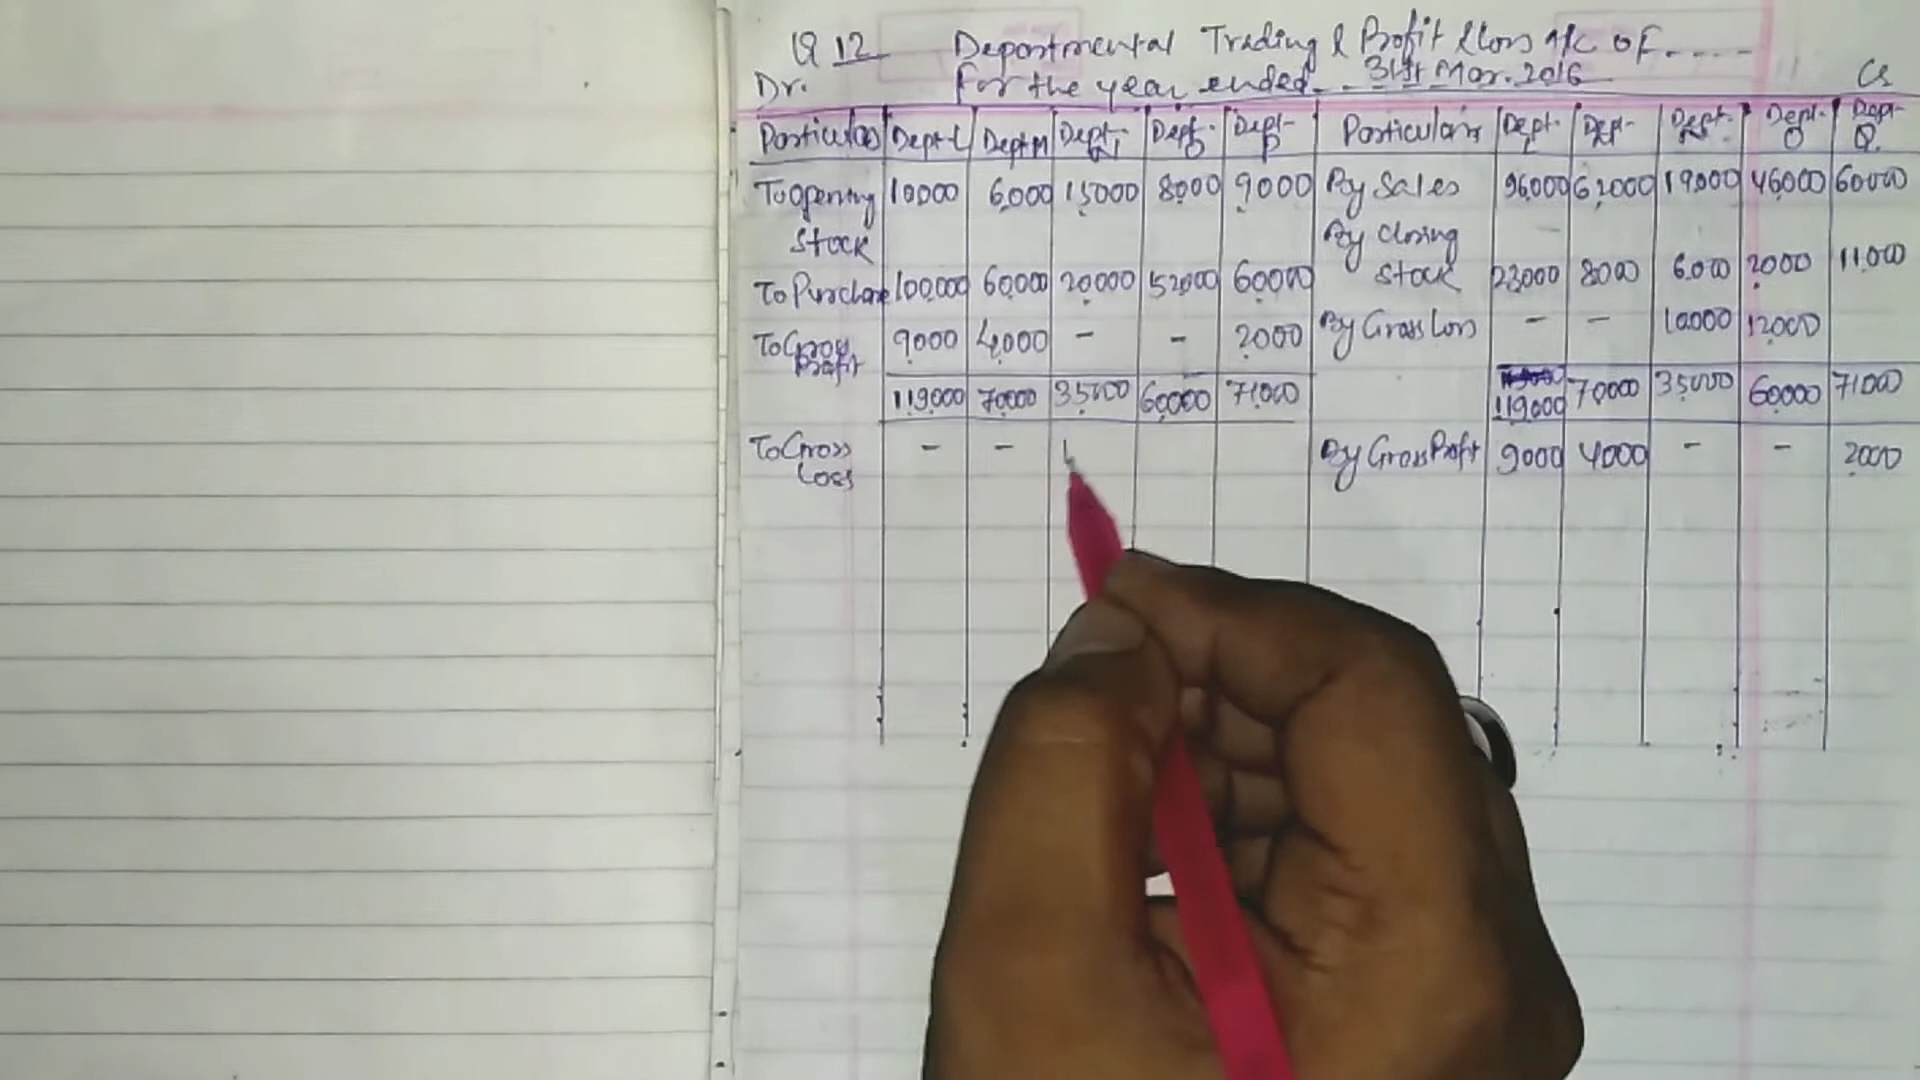 Q 12 Departmental Trading & Profit & Loss A/c of.....
Dr. For the year ended... 31st Mar. 2016 Cr
Particulars Dept-L Dept M Dept- N Dept- O Dept- P Particulars Dept. L Dept- M Dept- N Dept- O Dept- Q.
To Opening Stock 10000 6000 15000 8000 9000 By Sales 96000 62000 19000 46000 60000
To Purchase 100000 60000 20000 52000 60000 By Closing Stock 23000 8000 6000 2000 11000
To Gross Profit 9000 4000 - - 2000 By Gross Loss - - 10000 12000
119000 70000 35000 60000 71000 119000 70000 35000 60000 71000
To Gross Loss - - By Gross Profit 9000 4000 - - 2000